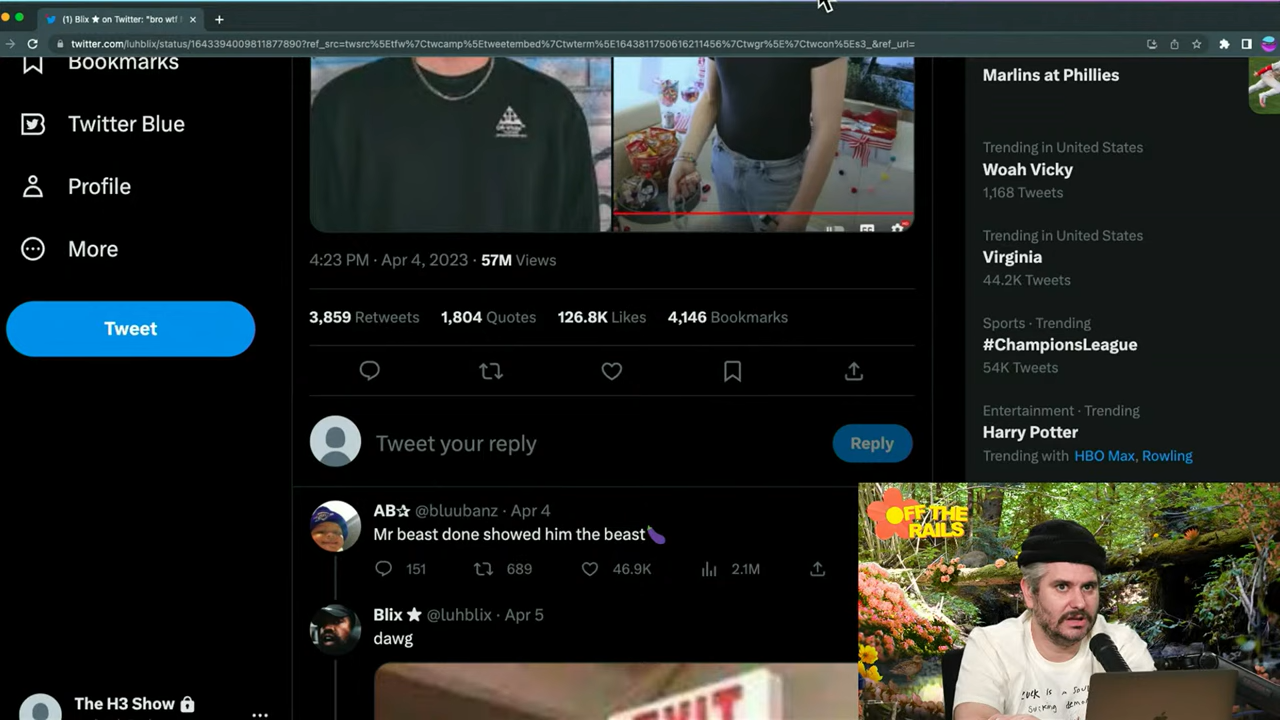 (1) Blix ★ on Twitter: "bro wtf
twitter.com/luhblix/status/1643394009811877890?ref_src=twsrc%5Etfw%7Ctwcamp%5Etweetembed%7Ctwterm%5E1643811750616211456%7Ctwgr%5E%7Ctwcon%5Es3_&ref_url=
Bookmarks
Twitter Blue
Profile
More
Tweet
The H3 Show
4:23 PM · Apr 4, 2023 · 57M Views
3,859 Retweets 1,804 Quotes 126.8K Likes 4,146 Bookmarks
Tweet your reply
Reply
AB✰ @bluubanz · Apr 4
Mr beast done showed him the beast🍆
151 689 46.9K 2.1M
Blix ★ @luhblix · Apr 5
dawg
EXIT
Marlins at Phillies
Trending in United States
Woah Vicky
1,168 Tweets
Trending in United States
Virginia
44.2K Tweets
Sports · Trending
#ChampionsLeague
54K Tweets
Entertainment · Trending
Harry Potter
Trending with HBO Max, Rowling
OFF THE
RAILS